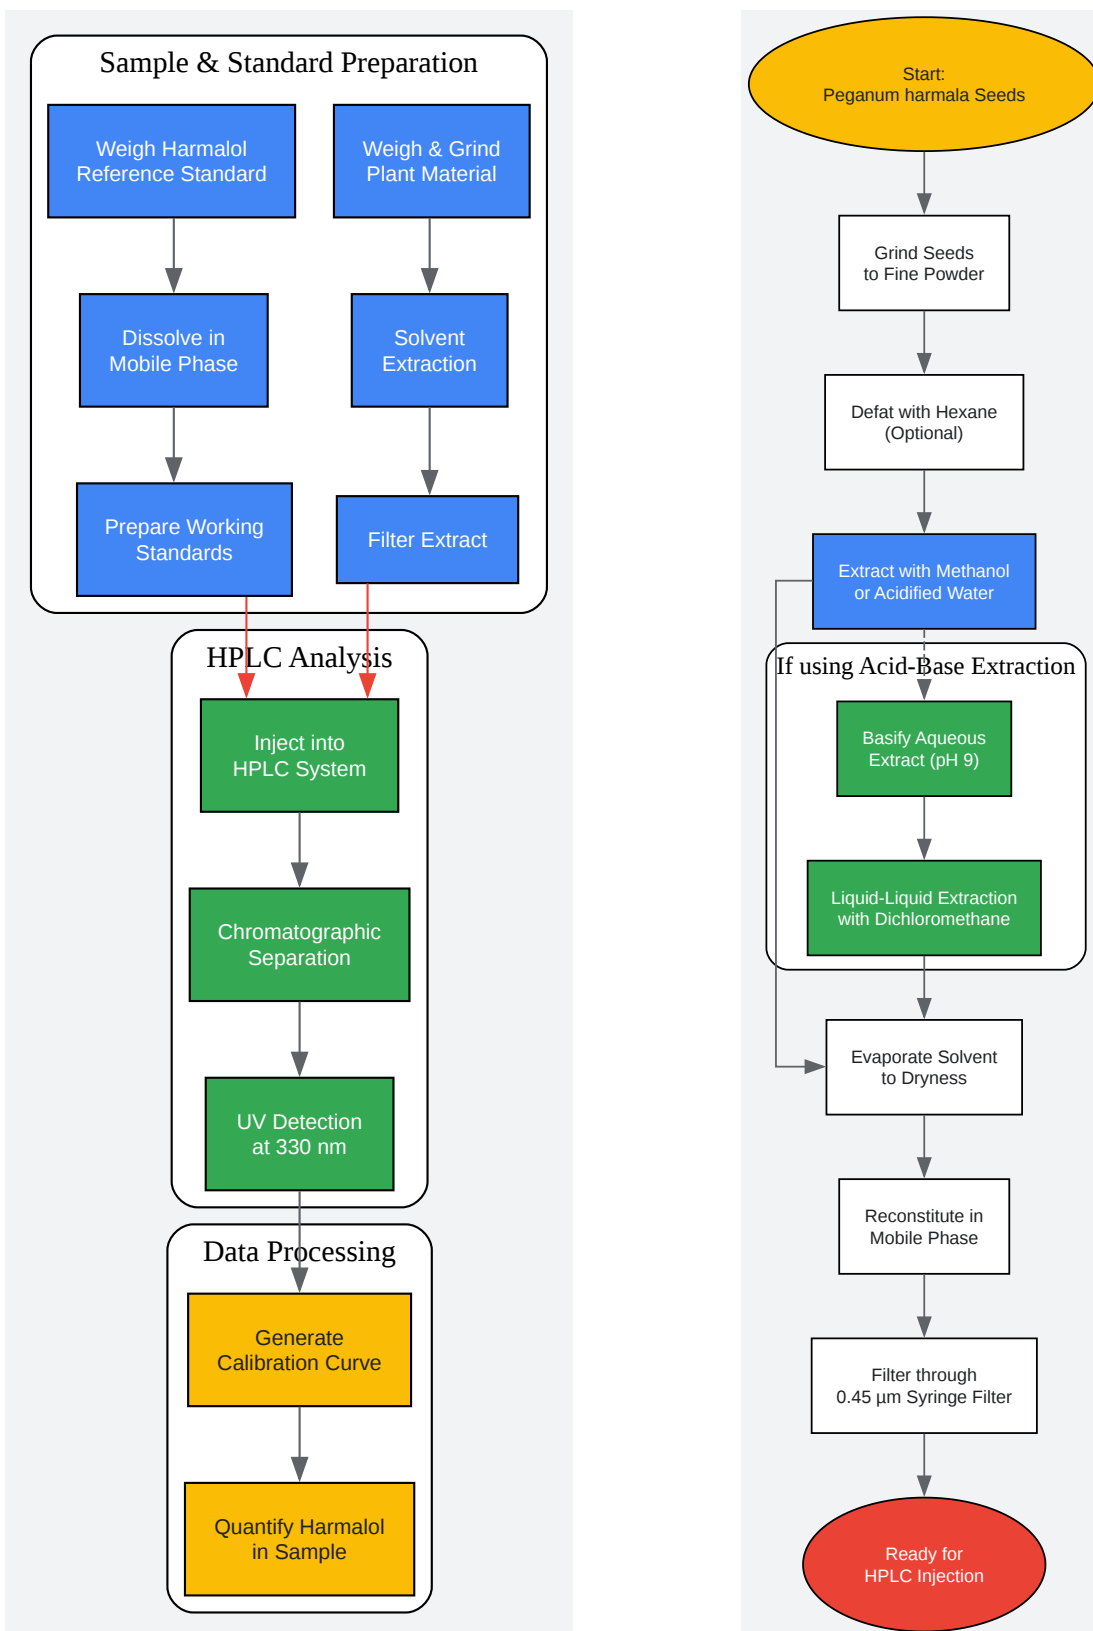 Sample & Standard Preparation
Weigh Harmalol
Reference Standard
Weigh & Grind
Plant Material
Dissolve in
Mobile Phase
Solvent
Extraction
Prepare Working
Standards
Filter Extract
HPLC Analysis
Inject into
HPLC System
Chromatographic
Separation
UV Detection
at 330 nm
Data Processing
Generate
Calibration Curve
Quantify Harmalol
in Sample
Start:
Peganum harmala Seeds
Grind Seeds
to Fine Powder
Defat with Hexane
(Optional)
Extract with Methanol
or Acidified Water
If using Acid-Base Extraction
Basify Aqueous
Extract (pH 9)
Liquid-Liquid Extraction
with Dichloromethane
Evaporate Solvent
to Dryness
Reconstitute in
Mobile Phase
Filter through
0.45 µm Syringe Filter
Ready for
HPLC Injection